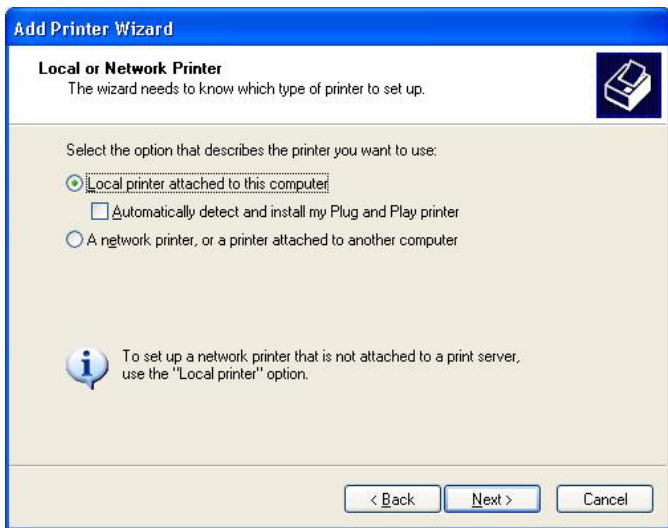 Add Printer Wizard
Local or Network Printer
The wizard needs to know which type of printer to set up.
Select the option that describes the printer you want to use:
Local printer attached to this computer
Automatically detect and install my Plug and Play printer
A network printer, or a printer attached to another computer
To set up a network printer that is not attached to a print server,
use the "Local printer" option.
< Back
Next >
Cancel